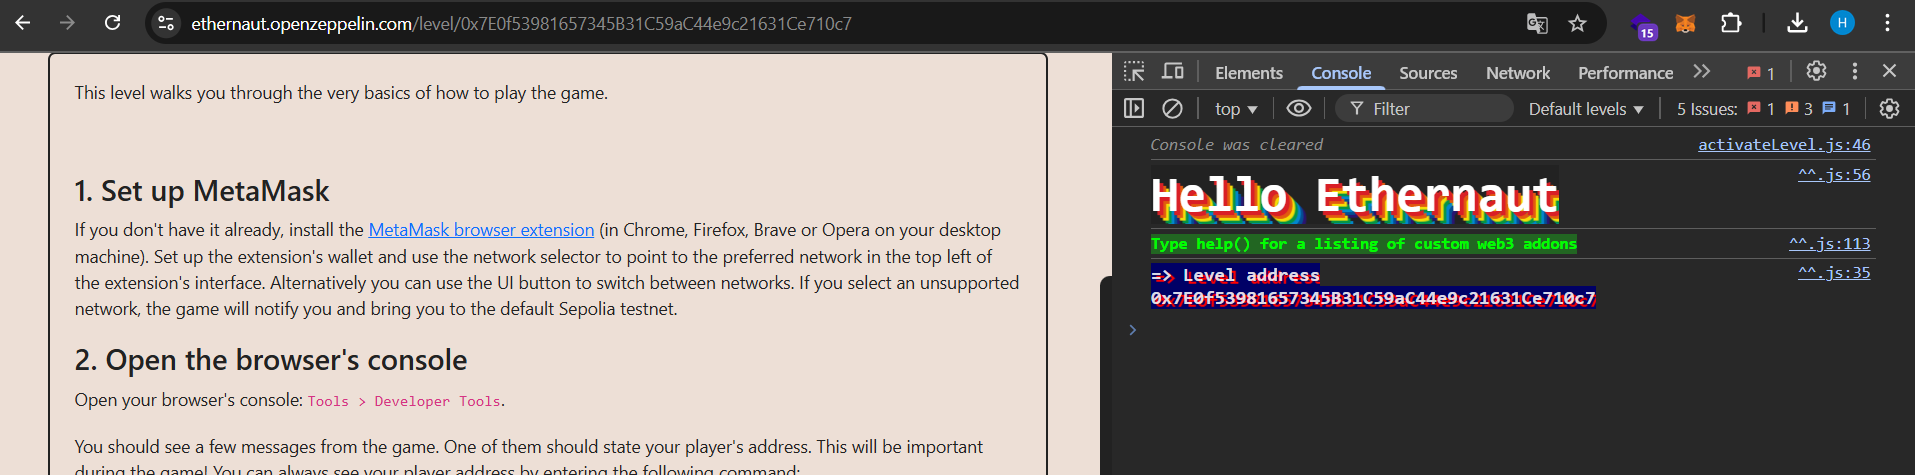 ethernaut.openzeppelin.com/level/0x7E0f53981657345B31C59aC44e9c21631Ce710c7
15
H
This level walks you through the very basics of how to play the game.
1. Set up MetaMask
If you don't have it already, install the MetaMask browser extension (in Chrome, Firefox, Brave or Opera on your desktop
machine). Set up the extension's wallet and use the network selector to point to the preferred network in the top left of
the extension's interface. Alternatively you can use the UI button to switch between networks. If you select an unsupported
network, the game will notify you and bring you to the default Sepolia testnet.
2. Open the browser's console
Open your browser's console: Tools > Developer Tools.
You should see a few messages from the game. One of them should state your player's address. This will be important
during the game! You can always see your player address by entering the following command:
Elements Console Sources Network Performance 1
top Filter Default levels 5 Issues: 1 3 1
Console was cleared activateLevel.js:46
Hello Ethernaut ^^.js:56
Type help() for a listing of custom web3 addons ^^.js:113
=> Level address ^^.js:35
0x7E0f53981657345B31C59aC44e9c21631Ce710c7